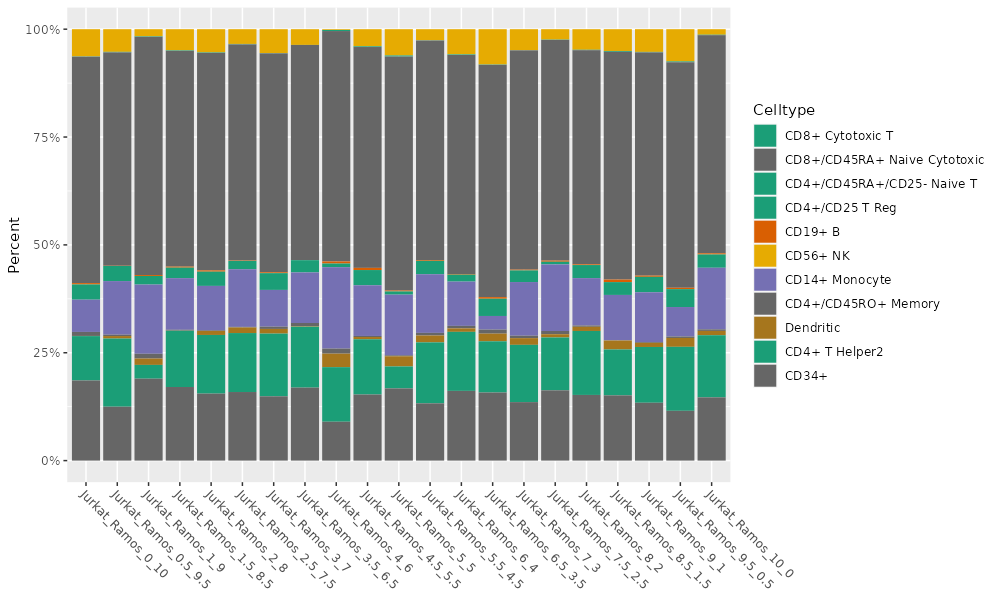 100%
75%
50%
25%
0%
Percent
Jurkat_Ramos_0_10
Jurkat_Ramos_0.5_9.5
Jurkat_Ramos_1_9
Jurkat_Ramos_1.5_8.5
Jurkat_Ramos_2_8
Jurkat_Ramos_2.5_7.5
Jurkat_Ramos_3_7
Jurkat_Ramos_3.5_6.5
Jurkat_Ramos_4_6
Jurkat_Ramos_4.5_5.5
Jurkat_Ramos_5_5
Jurkat_Ramos_5.5_4.5
Jurkat_Ramos_6_4
Jurkat_Ramos_6.5_3.5
Jurkat_Ramos_7_3
Jurkat_Ramos_7.5_2.5
Jurkat_Ramos_8_2
Jurkat_Ramos_8.5_1.5
Jurkat_Ramos_9_1
Jurkat_Ramos_9.5_0.5
Jurkat_Ramos_10_0
Celltype
CD8+ Cytotoxic T
CD8+/CD45RA+ Naive Cytotoxic
CD4+/CD45RA+/CD25- Naive T
CD4+/CD25 T Reg
CD19+ B
CD56+ NK
CD14+ Monocyte
CD4+/CD45RO+ Memory
Dendritic
CD4+ T Helper2
CD34+